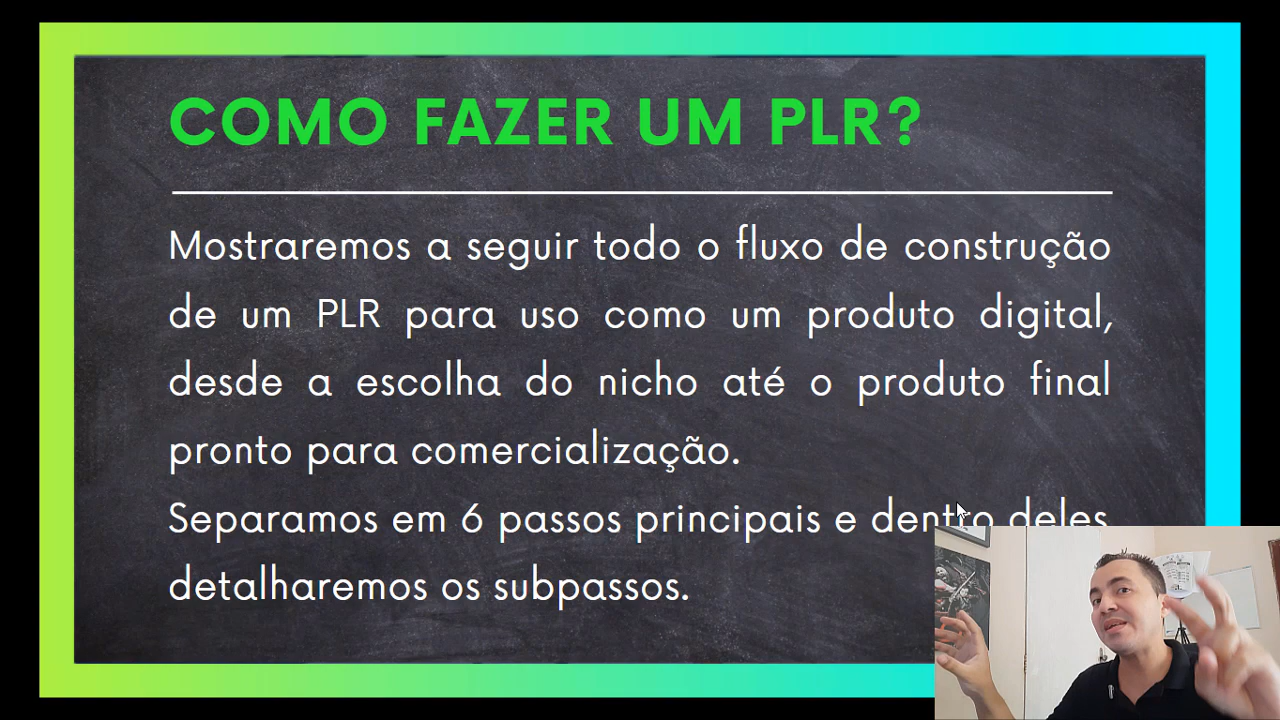 COMO FAZER UM PLR?
Mostraremos a seguir todo o fluxo de construção
de um PLR para uso como um produto digital,
desde a escolha do nicho até o produto final
pronto para comercialização.
Separamos em 6 passos principais e dentro deles
detalharemos os subpassos.